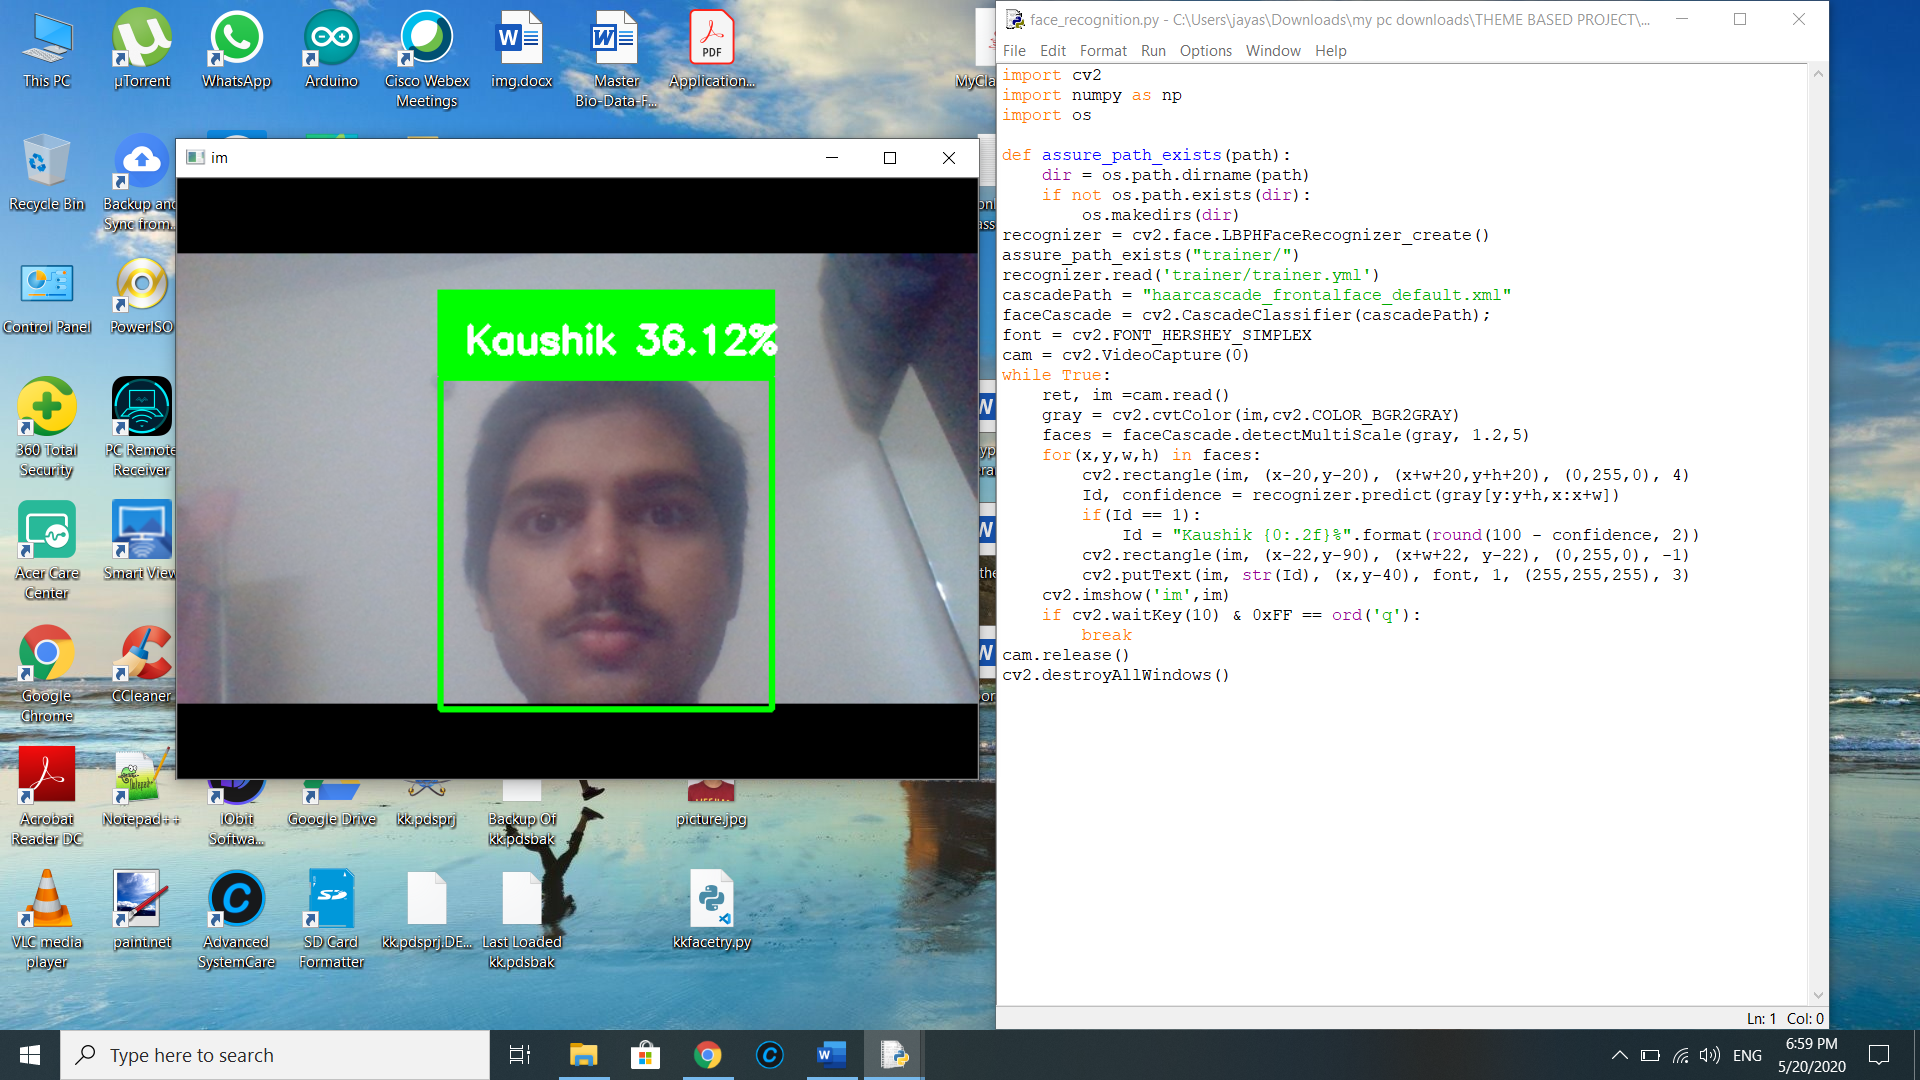 This PC
µTorrent
WhatsApp
Arduino
Cisco Webex
Meetings
img.docx
Master
Bio-Data-F...
PDF
Application...
Recycle Bin
Backup and
Sync from...
Control Panel
PowerISO
360 Total
Security
PC Remote
Receiver
Acer Care
Center
Smart View
Google
Chrome
CCleaner
Acrobat
Reader DC
Notepad++
IObit
Softwa...
Google Drive
kk.pdsprj
Backup Of
kk.pdsbak
picture.jpg
VLC media
player
paint.net
Advanced
SystemCare
SD Card
Formatter
kk.pdsprj.DE...
Last Loaded
kk.pdsbak
kkfacetry.py
im
Kaushik 36.12%
face_recognition.py - C:\Users\jayas\Downloads\my pc downloads\THEME BASED PROJECT\...
File Edit Format Run Options Window Help
import cv2
import numpy as np
import os
def assure_path_exists(path):
    dir = os.path.dirname(path)
    if not os.path.exists(dir):
        os.makedirs(dir)
recognizer = cv2.face.LBPHFaceRecognizer_create()
assure_path_exists("trainer/")
recognizer.read('trainer/trainer.yml')
cascadePath = "haarcascade_frontalface_default.xml"
faceCascade = cv2.CascadeClassifier(cascadePath);
font = cv2.FONT_HERSHEY_SIMPLEX
cam = cv2.VideoCapture(0)
while True:
    ret, im =cam.read()
    gray = cv2.cvtColor(im,cv2.COLOR_BGR2GRAY)
    faces = faceCascade.detectMultiScale(gray, 1.2,5)
    for(x,y,w,h) in faces:
        cv2.rectangle(im, (x-20,y-20), (x+w+20,y+h+20), (0,255,0), 4)
        Id, confidence = recognizer.predict(gray[y:y+h,x:x+w])
        if(Id == 1):
            Id = "Kaushik {0:.2f}%".format(round(100 - confidence, 2))
        cv2.rectangle(im, (x-22,y-90), (x+w+22, y-22), (0,255,0), -1)
        cv2.putText(im, str(Id), (x,y-40), font, 1, (255,255,255), 3)
    cv2.imshow('im',im)
    if cv2.waitKey(10) & 0xFF == ord('q'):
        break
cam.release()
cv2.destroyAllWindows()
Ln: 1 Col: 0
Type here to search
ENG
6:59 PM
5/20/2020